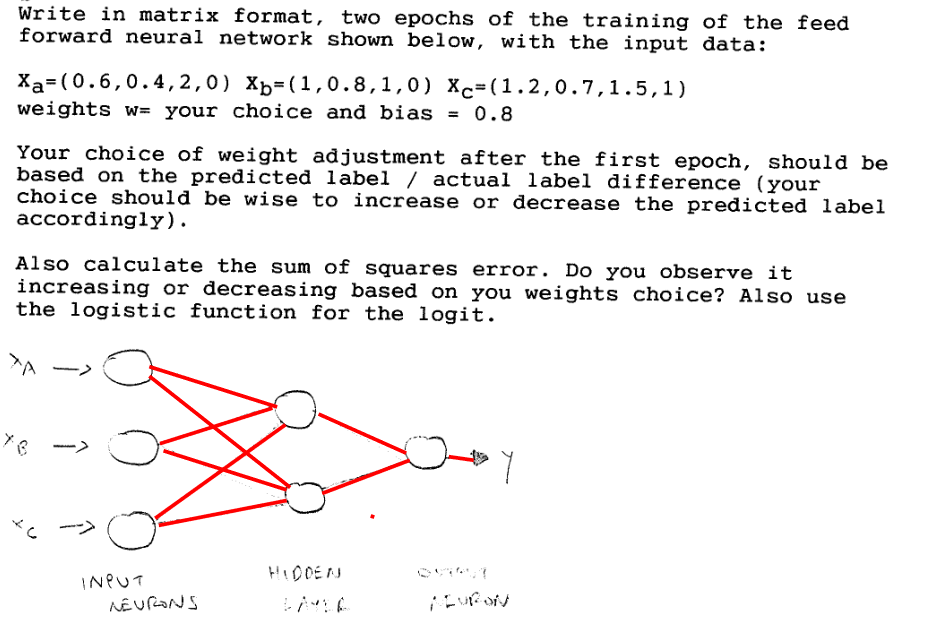 Write in matrix format, two epochs of the training of the feed
forward neural network shown below, with the input data:
Xa=(0.6,0.4,2,0) Xb=(1,0.8,1,0) Xc=(1.2,0.7,1.5,1)
weights w= your choice and bias = 0.8
Your choice of weight adjustment after the first epoch, should be
based on the predicted label / actual label difference (your
choice should be wise to increase or decrease the predicted label
accordingly).
Also calculate the sum of squares error. Do you observe it
increasing or decreasing based on you weights choice? Also use
the logistic function for the logit.
XA
XB
Y
XC
INPUT HIDDEN OUTPUT
NEURONS LAYER NEURON